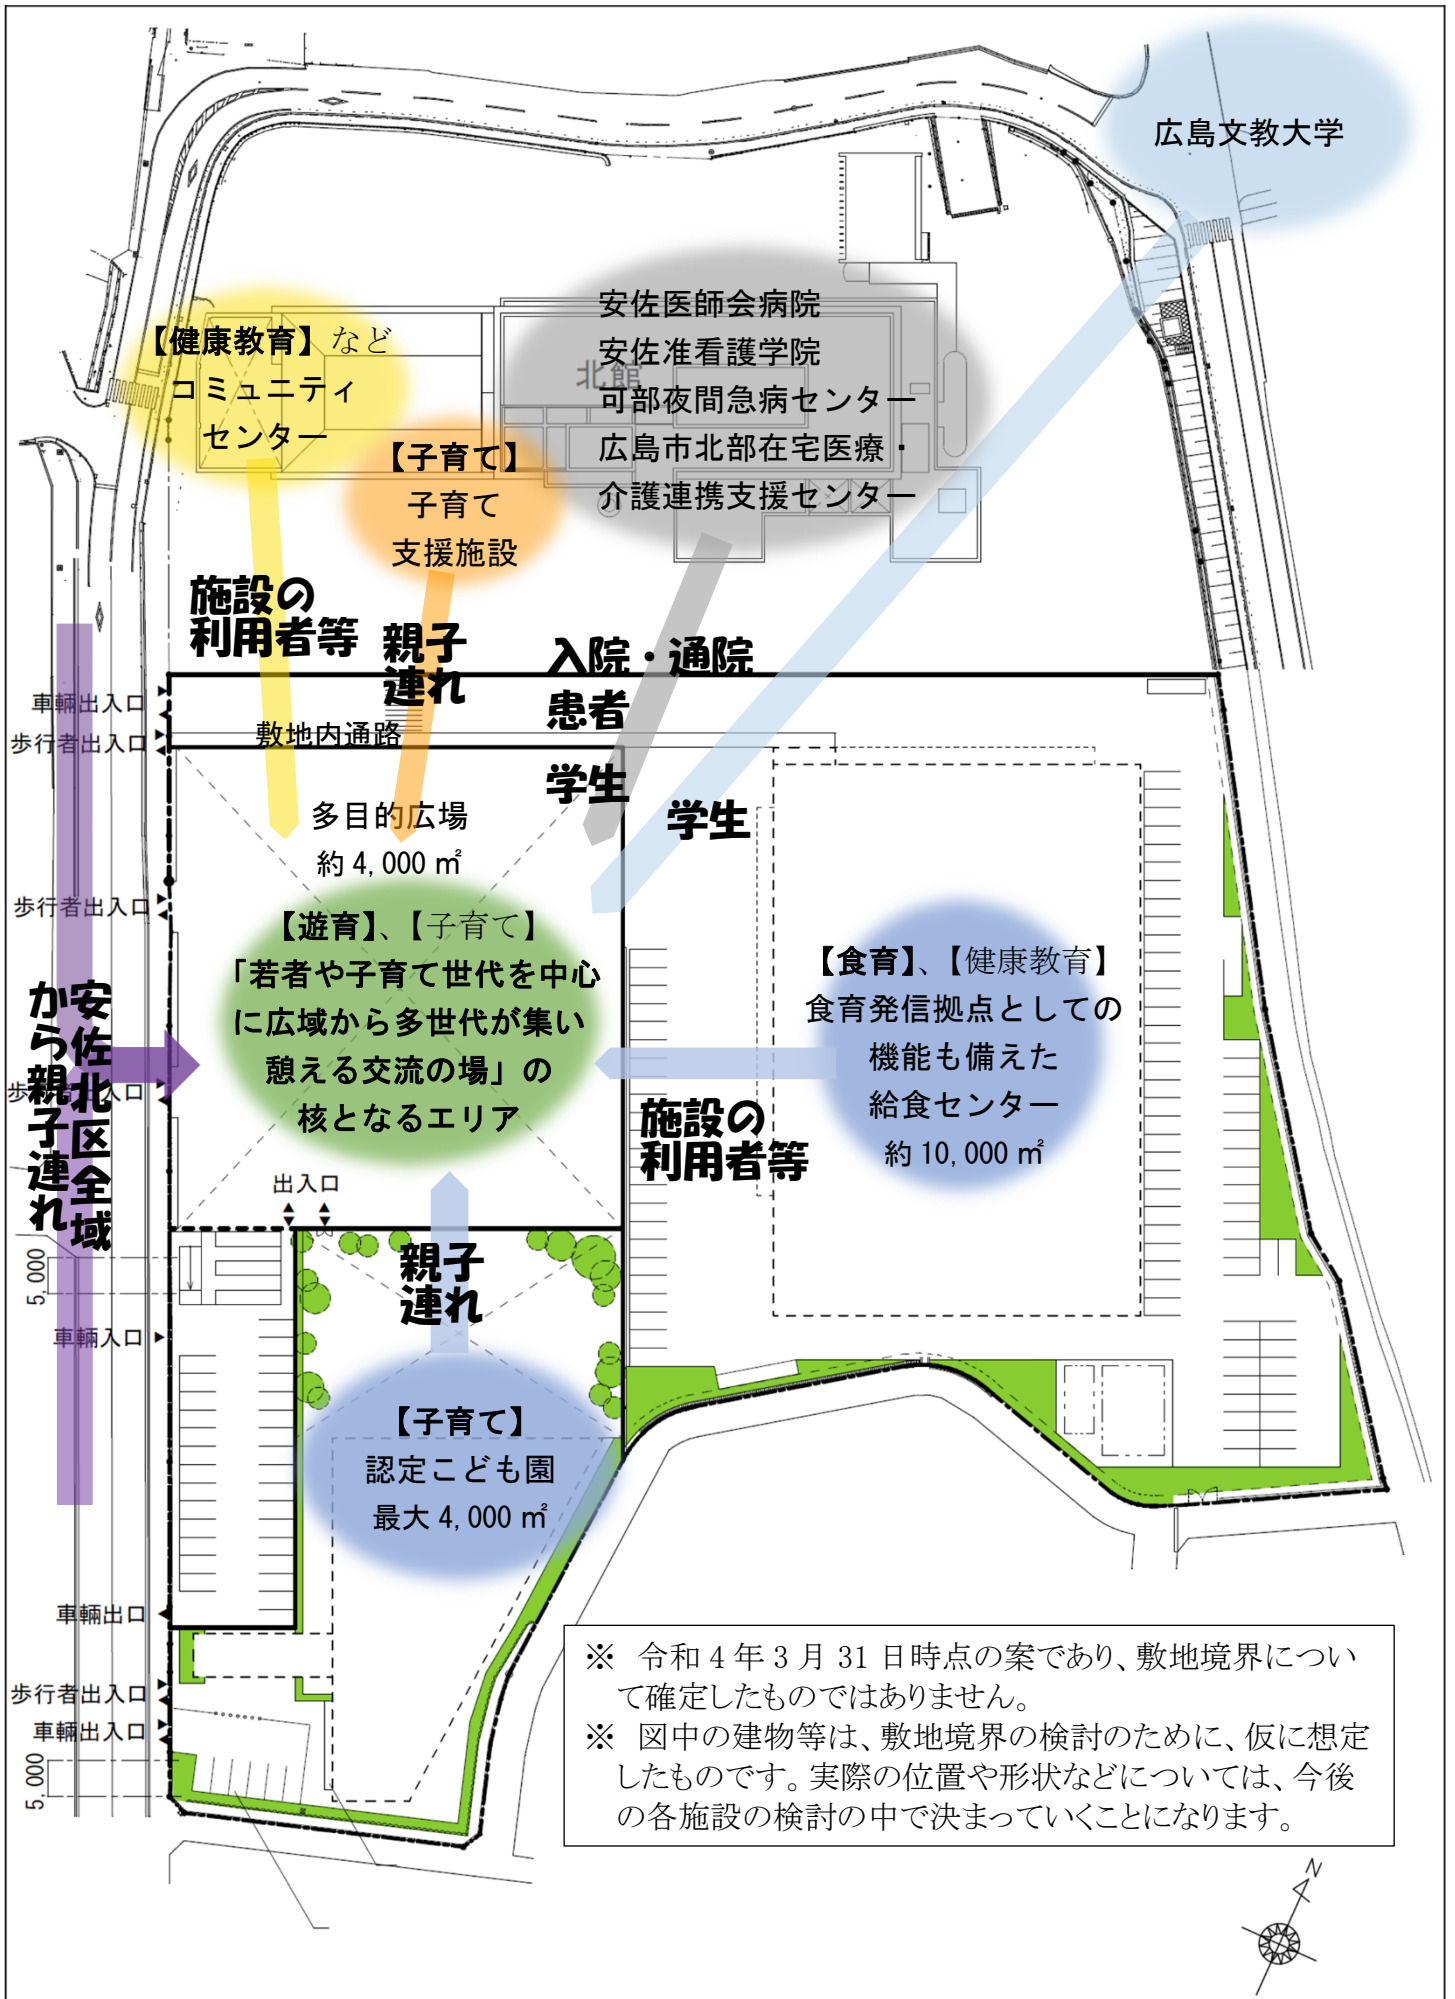 広島文教大学
【健康教育】など
コミュニティ
センター
【子育て】
子育て
支援施設
安佐医師会病院
安佐准看護学院
北館
可部夜間急病センター
広島市北部在宅医療・
介護連携支援センター
施設の
利用者等
親子
連れ
入院・通院
患者
学生
学生
車輌出入口
歩行者出入口
敷地内通路
多目的広場
約4,000㎡
歩行者出入口
【遊育】、【子育て】
「若者や子育て世代を中心
に広域から多世代が集い
憩える交流の場」の
核となるエリア
【食育】、【健康教育】
食育発信拠点としての
機能も備えた
給食センター
約10,000㎡
安佐北区全域
から親子連れ
歩行者出入口
施設の
利用者等
出入口
親子
連れ
5,000
車輌入口
【子育て】
認定こども園
最大4,000㎡
車輌出口
歩行者出入口
車輌出入口
5,000
※ 令和4年3月31日時点の案であり、敷地境界につい
て確定したものではありません。
※ 図中の建物等は、敷地境界の検討のために、仮に想定
したものです。実際の位置や形状などについては、今後
の各施設の検討の中で決まっていくことになります。
N